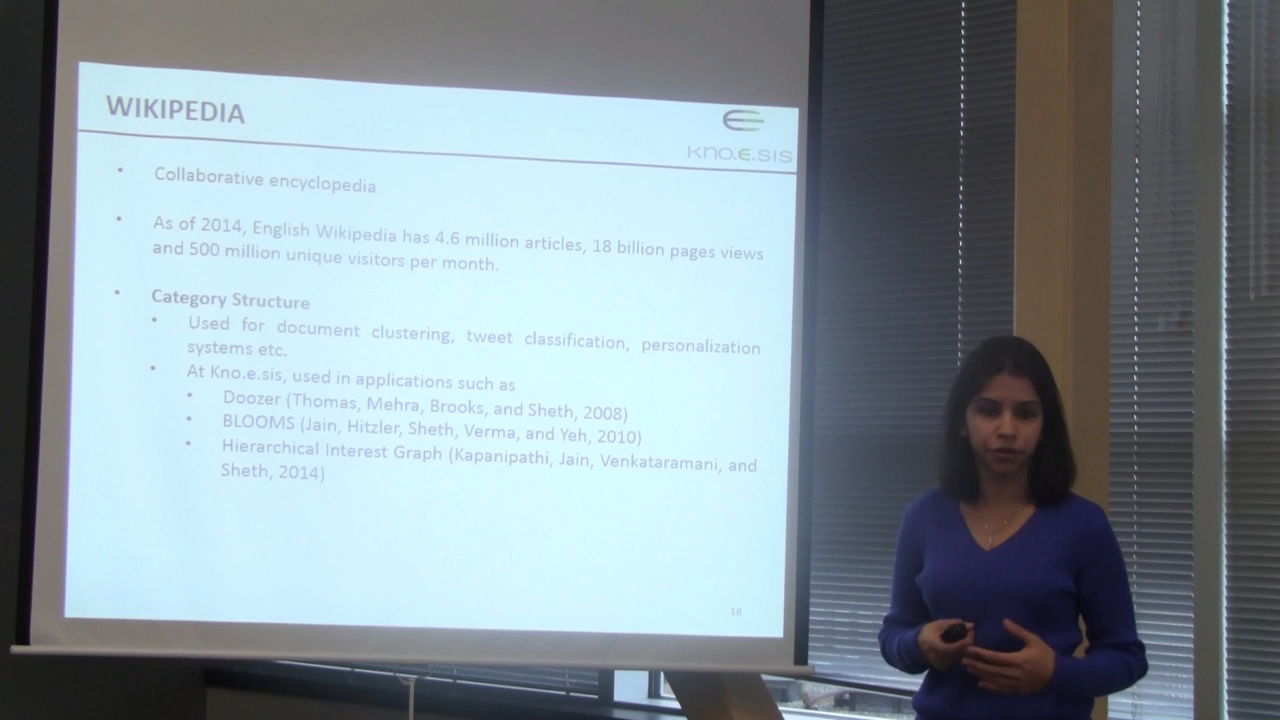 WIKIPEDIA
kno.e.sis
• Collaborative encyclopedia
• As of 2014, English Wikipedia has 4.6 million articles, 18 billion pages views
and 500 million unique visitors per month.
• Category Structure
• Used for document clustering, tweet classification, personalization
systems etc.
• At Kno.e.sis, used in applications such as
• Doozer (Thomas, Mehra, Brooks, and Sheth, 2008)
• BLOOMS (Jain, Hitzler, Sheth, Verma, and Yeh, 2010)
• Hierarchical Interest Graph (Kapanipathi, Jain, Venkataramani, and
Sheth, 2014)
18